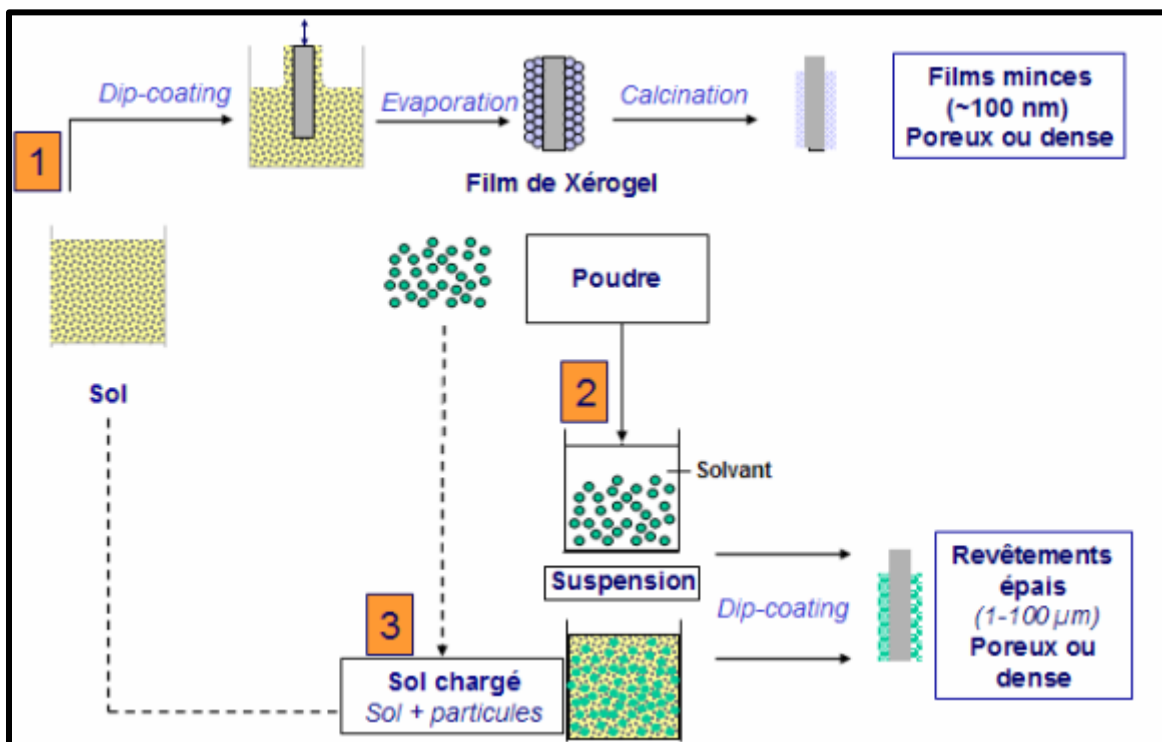 Dip-coating
Evaporation
Calcination
Films minces
(~100 nm)
Poreux ou dense
1
Film de Xérogel
Poudre
Sol
2
Solvant
Suspension
Dip-coating
Revêtements
épais
(1-100 µm)
Poreux ou
dense
3
Sol chargé
Sol + particules